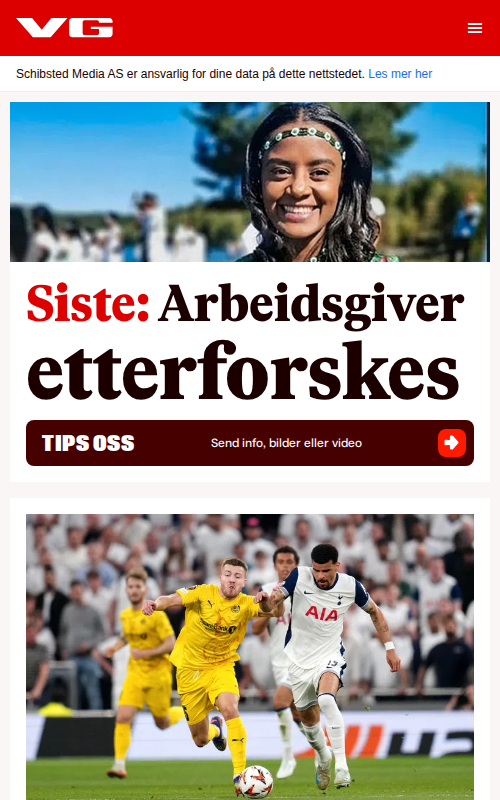 VG
Schibsted Media AS er ansvarlig for dine data på dette nettstedet. Les mer her
Siste: Arbeidsgiver
etterforskes
TIPS OSS
Send info, bilder eller video
AIA